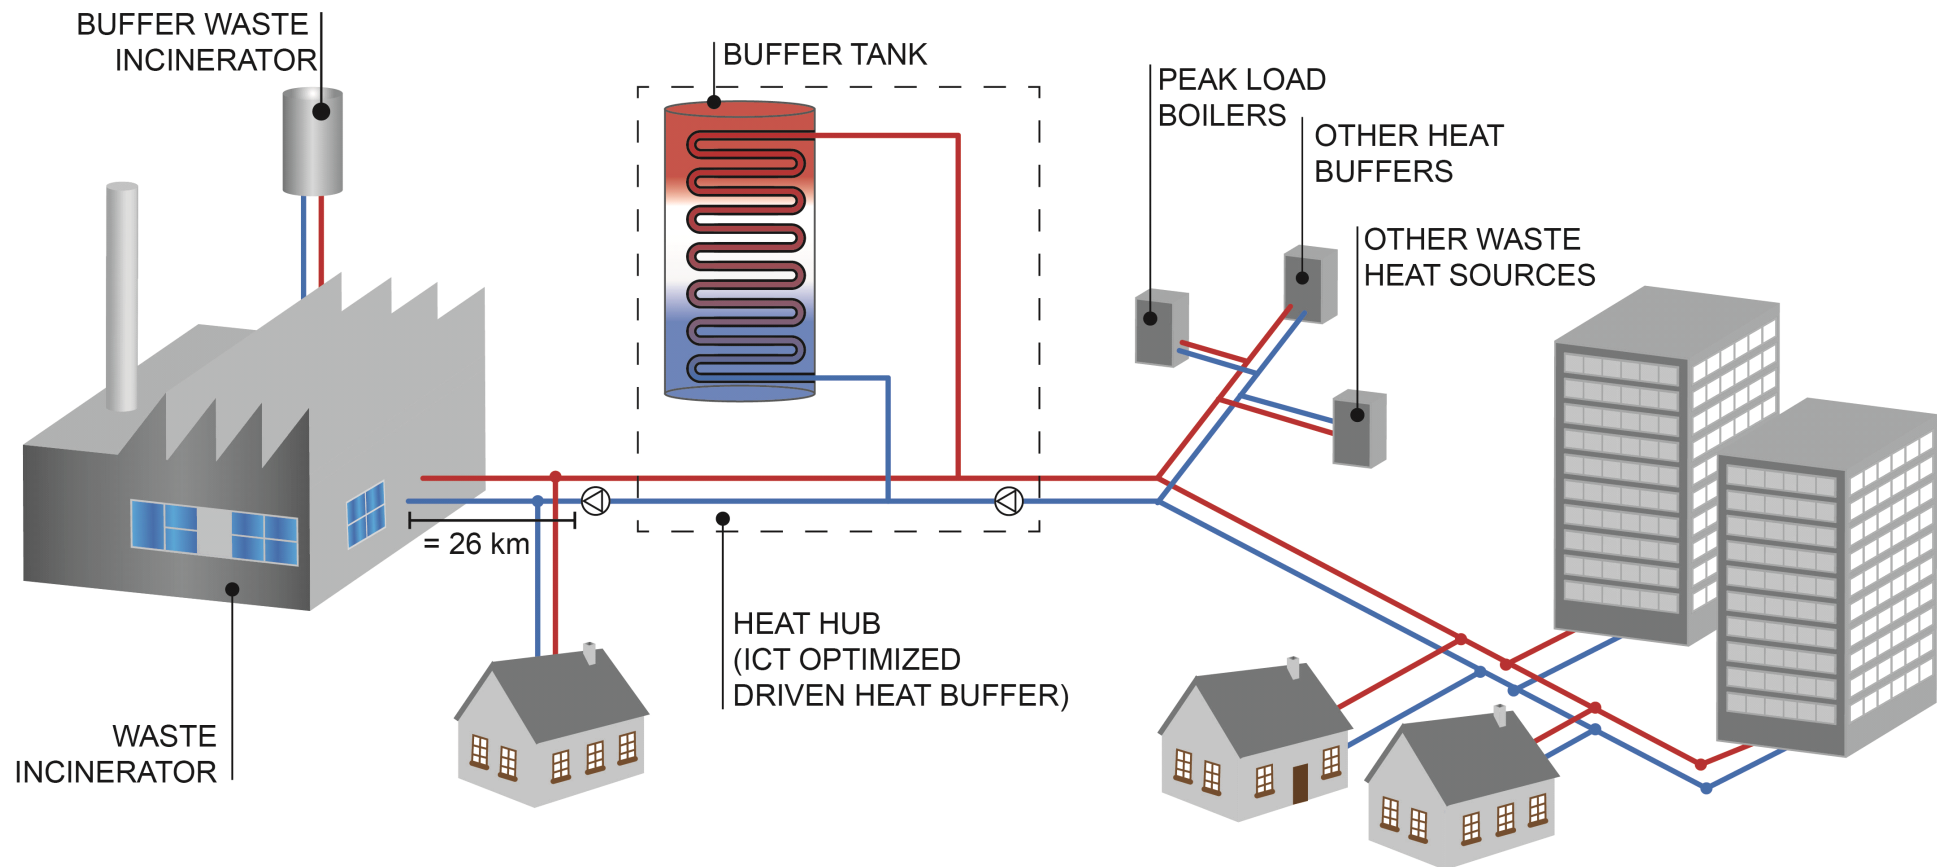 BUFFER WASTE
INCINERATOR
BUFFER TANK
PEAK LOAD
BOILERS
OTHER HEAT
BUFFERS
OTHER WASTE
HEAT SOURCES
= 26 km
HEAT HUB
(ICT OPTIMIZED
DRIVEN HEAT BUFFER)
WASTE
INCINERATOR